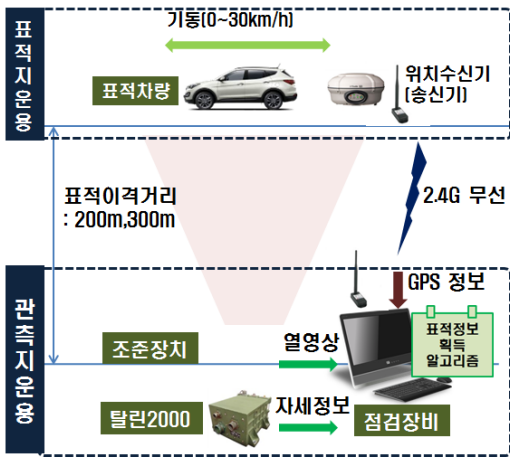 표적지운용
기동(0~30km/h)
표적차량
위치수신기
(송신기)
표적이격거리
: 200m,300m
2.4G 무선
관측지운용
GPS 정보
조준장치
열영상
표적정보
획득
알고리즘
탈린2000
자세정보
점검장비